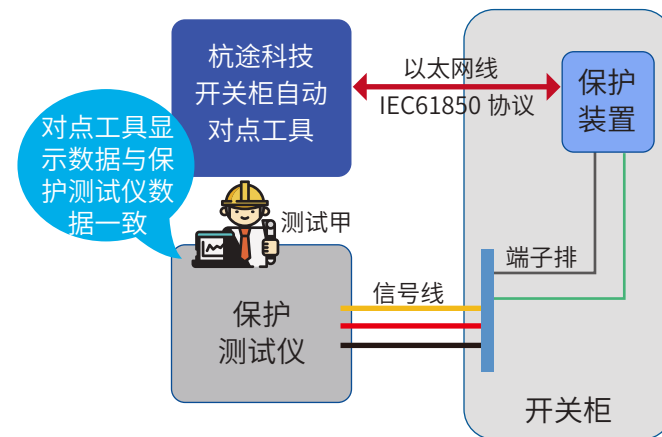 杭途科技
开关柜自动
对点工具
以太网线
IEC61850 协议
保护
装置
对点工具显
示数据与保
护测试仪数
据一致
测试甲
端子排
信号线
保护
测试仪
开关柜